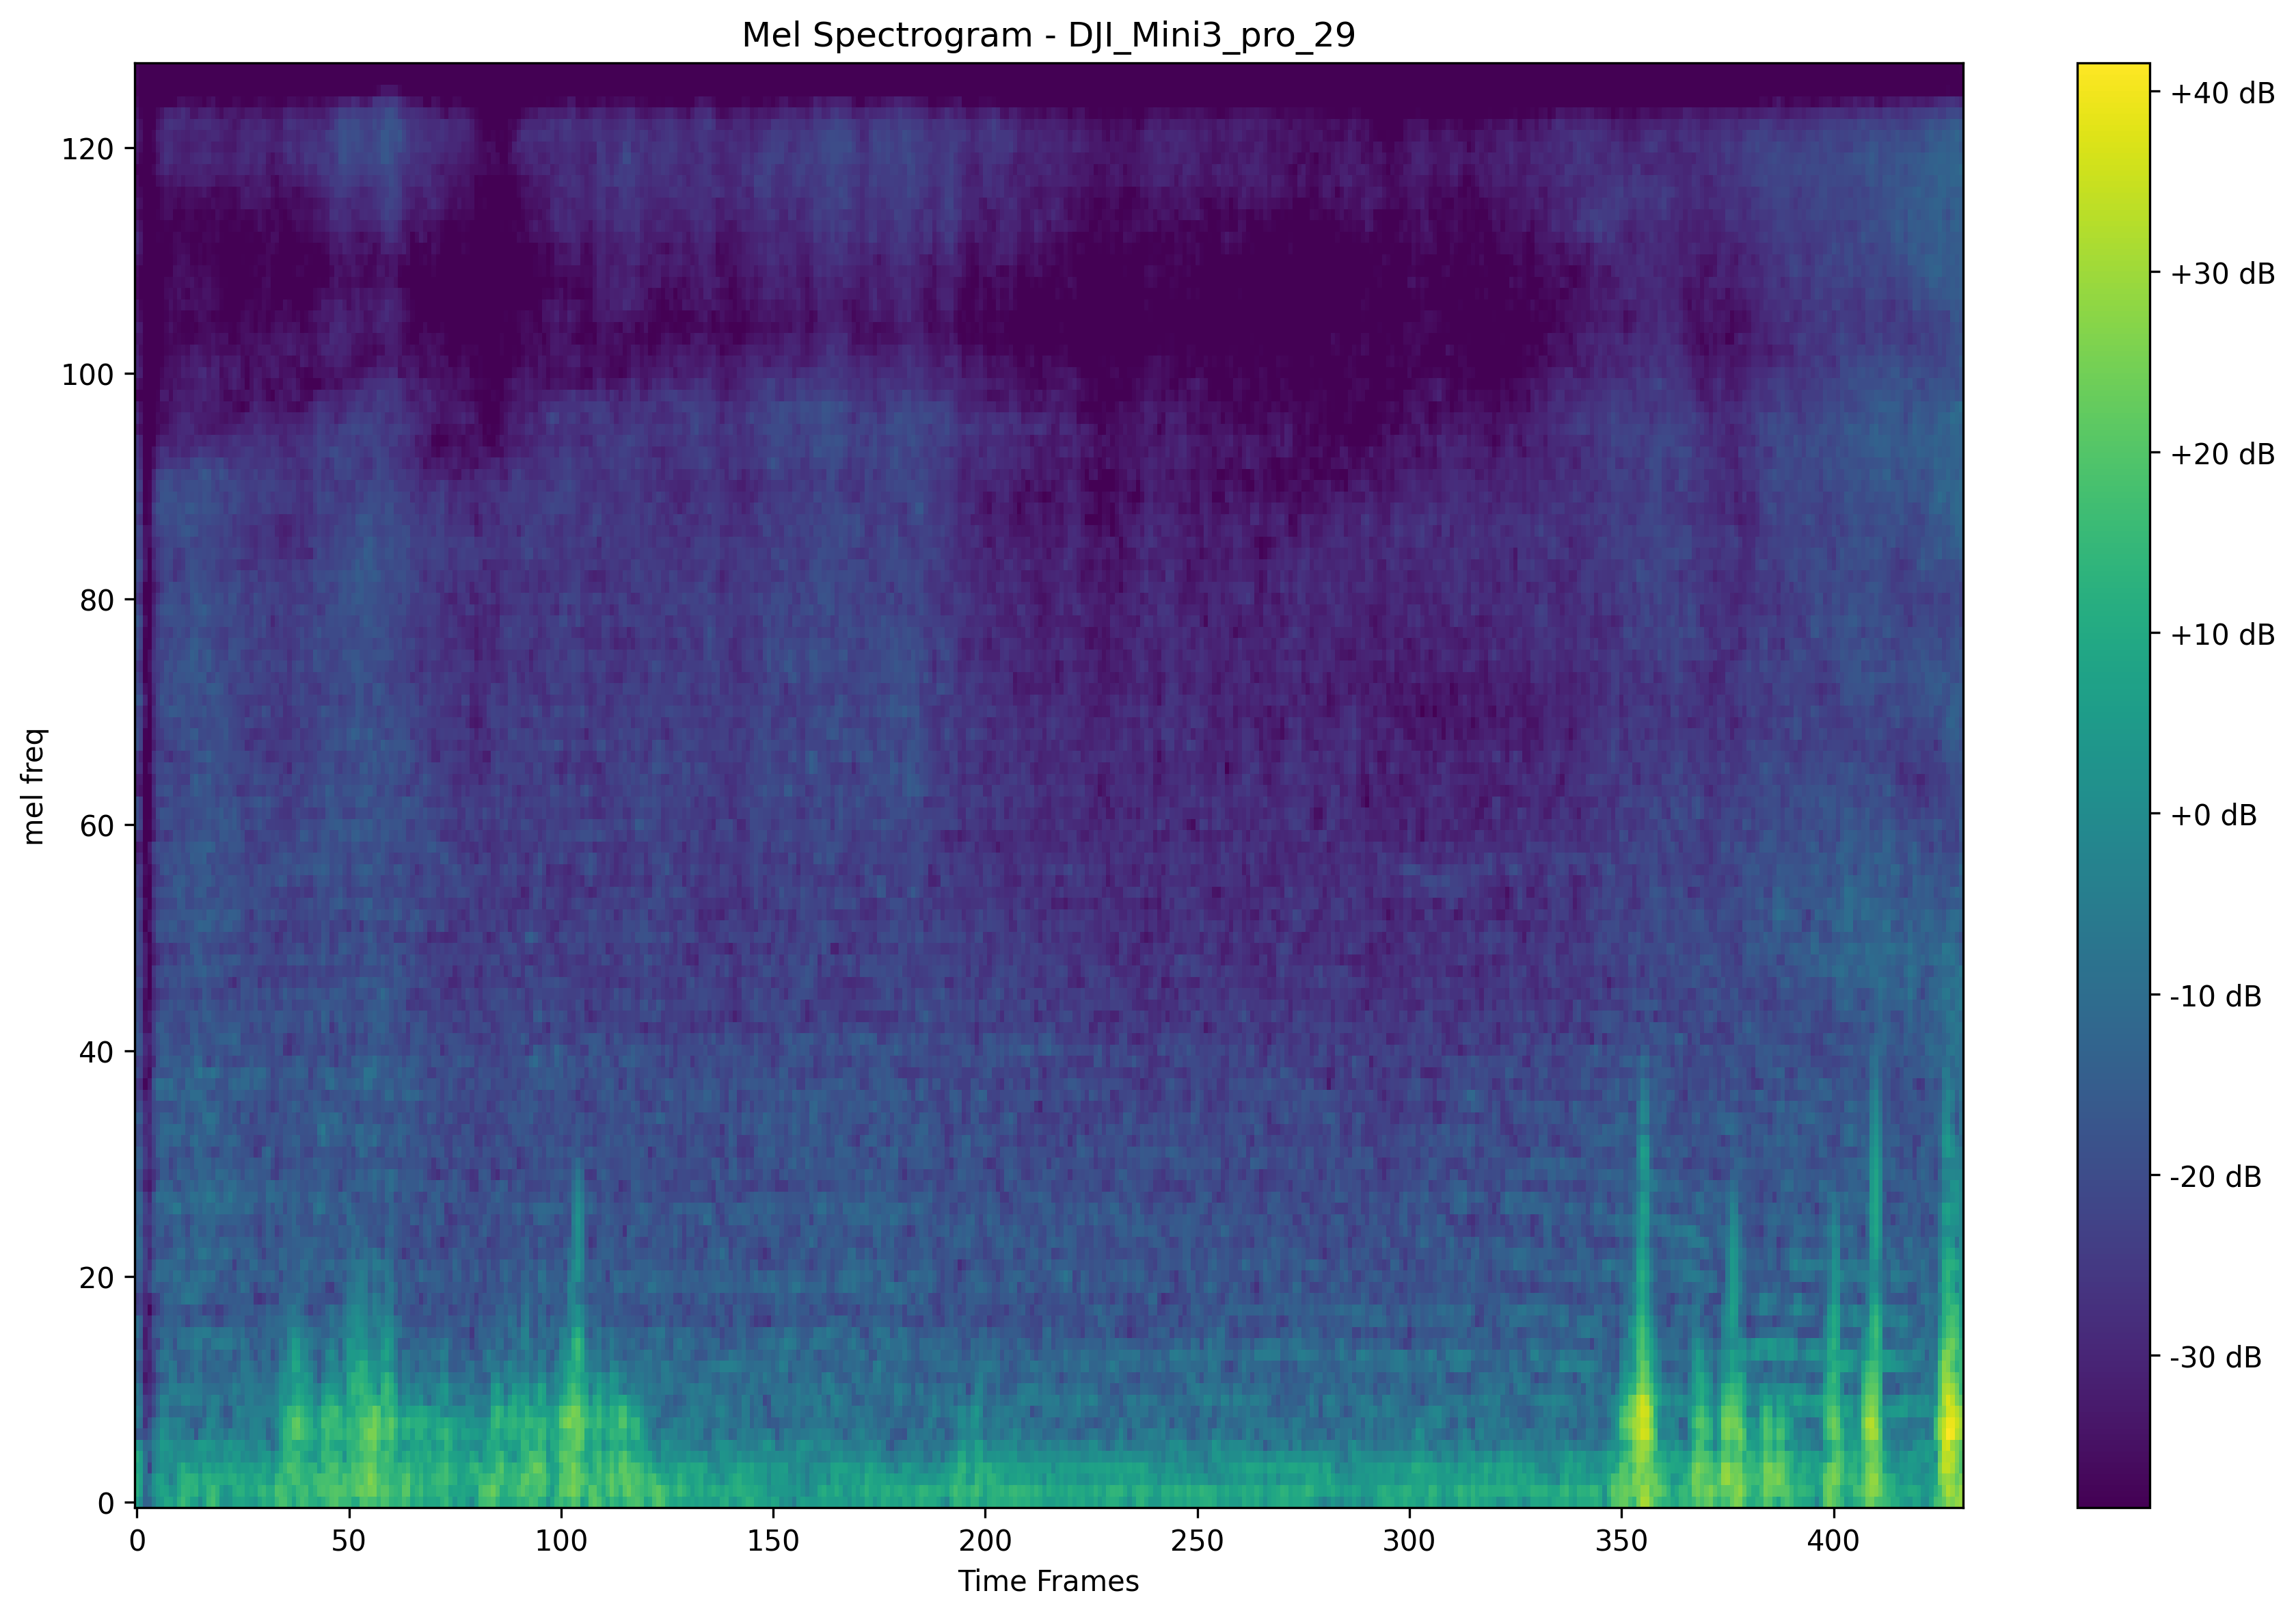 Mel Spectrogram - DJI_Mini3_pro_29
mel freq
120
100
80
60
40
20
0
0 50 100 150 200 250 300 350 400
Time Frames
+40 dB
+30 dB
+20 dB
+10 dB
+0 dB
-10 dB
-20 dB
-30 dB